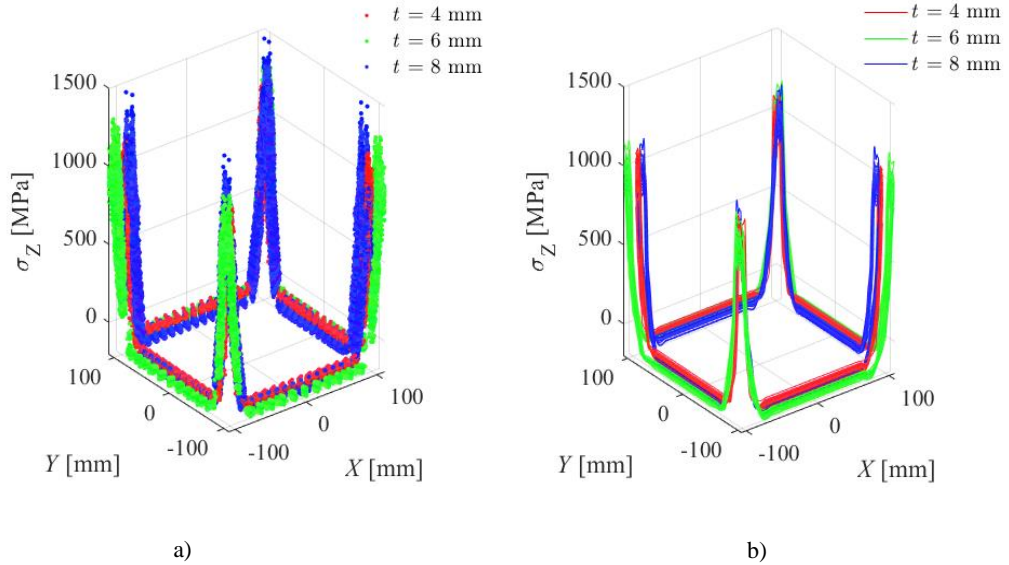 t = 4 mm
t = 6 mm
t = 8 mm
1500
1000
500
0
σZ [MPa]
100
0
-100
Y [mm]
-100
0
100
X [mm]
a)
t = 4 mm
t = 6 mm
t = 8 mm
1500
1000
500
0
σZ [MPa]
100
0
-100
Y [mm]
-100
0
100
X [mm]
b)